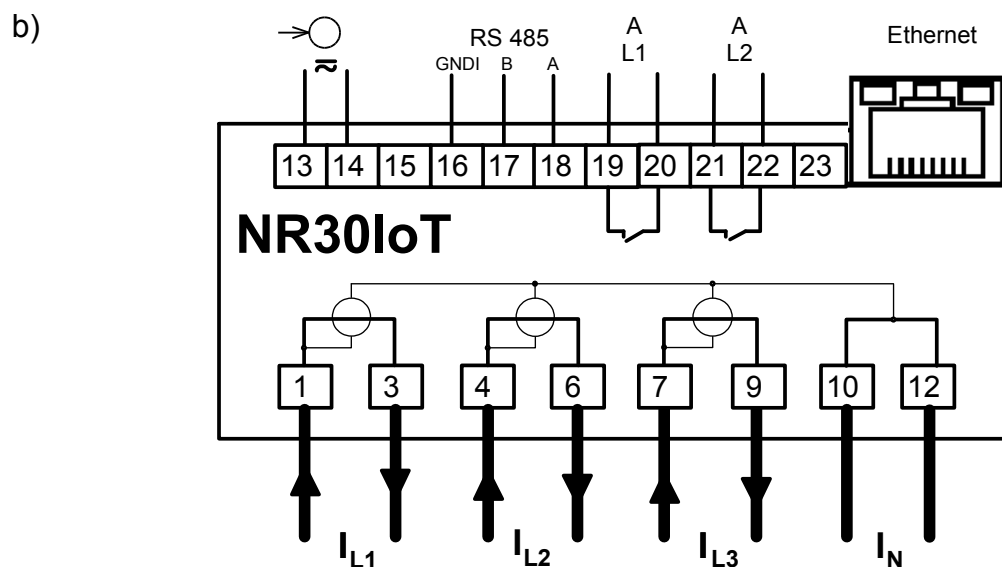 b)
RS 485
A
L1
A
L2
Ethernet
GNDI B A
13 14 15 16 17 18 19 20 21 22 23
NR30IoT
1 3 4 6 7 9 10 12
IL1 IL2 IL3 IN